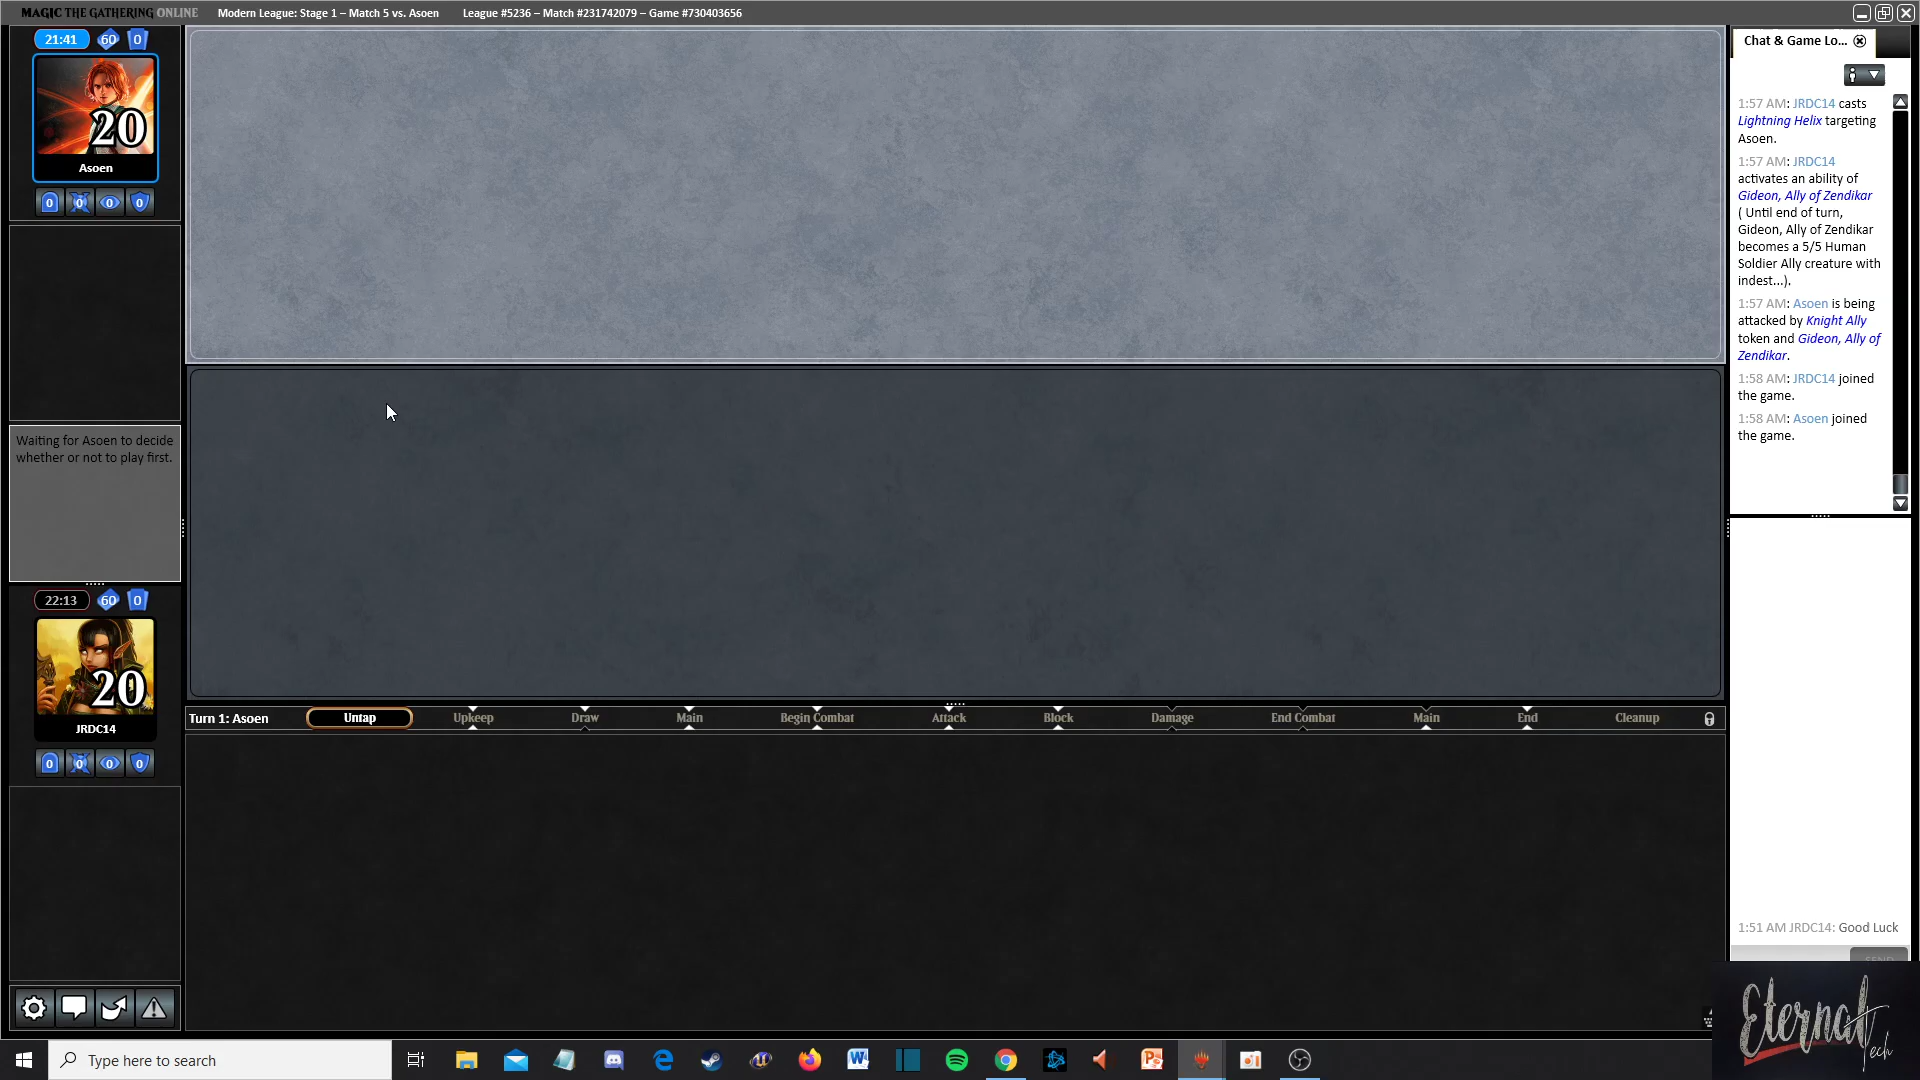 MAGIC THE GATHERING ONLINE
Modern League: Stage 1 – Match 5 vs. Asoen
League #5236 – Match #231742079 – Game #730403656
21:41
60
0
20
Asoen
0
0
0
0
Waiting for Asoen to decide
whether or not to play first.
22:13
60
0
20
JRDC14
0
0
0
0
Turn 1: Asoen
Untap
Upkeep
Draw
Main
Begin Combat
Attack
Block
Damage
End Combat
Main
End
Cleanup
Chat & Game Lo...
1:57 AM: JRDC14 casts
Lightning Helix targeting
Asoen.
1:57 AM: JRDC14
activates an ability of
Gideon, Ally of Zendikar
( Until end of turn,
Gideon, Ally of Zendikar
becomes a 5/5 Human
Soldier Ally creature with
indest...).
1:57 AM: Asoen is being
attacked by Knight Ally
token and Gideon, Ally of
Zendikar.
1:58 AM: JRDC14 joined
the game.
1:58 AM: Asoen joined
the game.
1:51 AM JRDC14: Good Luck
SEND
Eternal
Tech
Type here to search